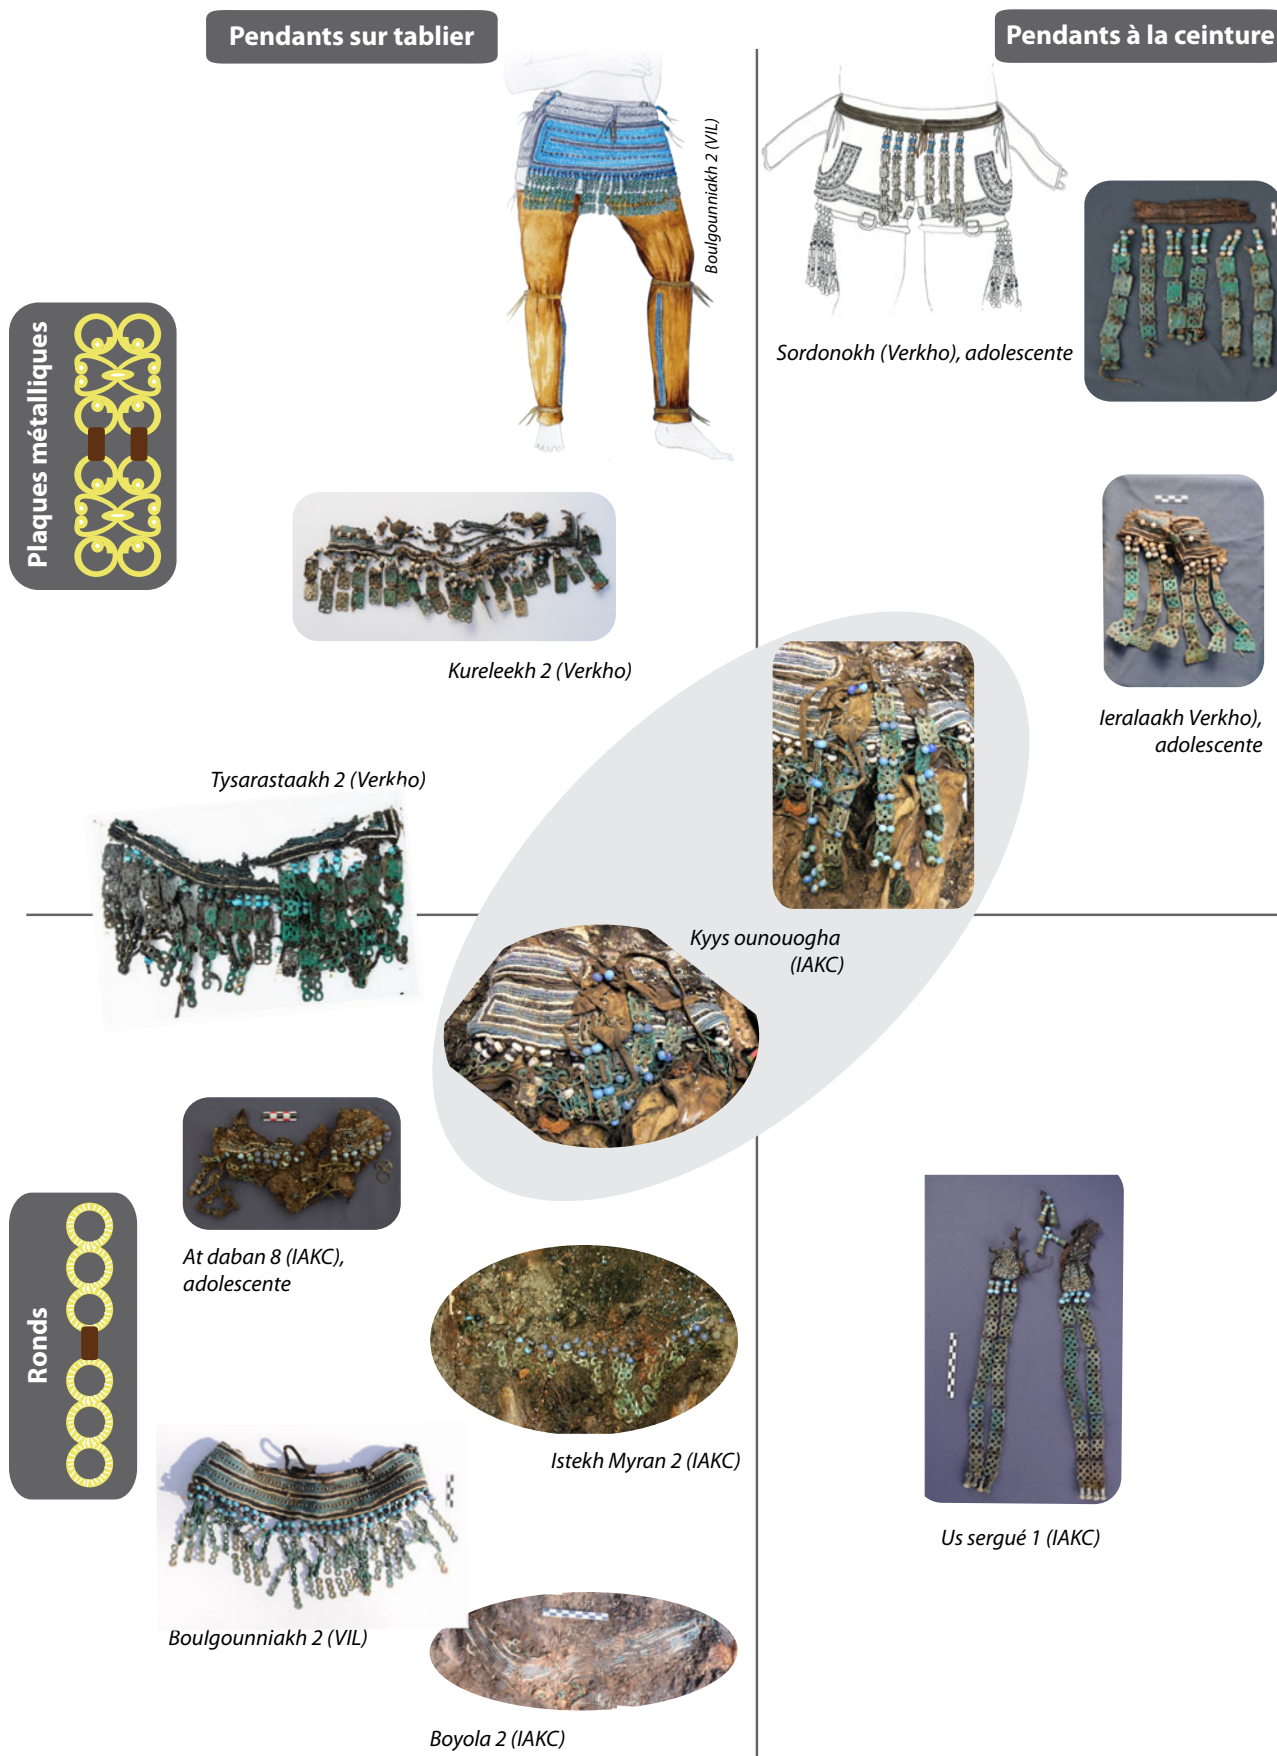 Pendants sur tablier
Pendants à la ceinture
Boulgounniakh 2 (VIL)
Sordonokh (Verkho), adolescente
Plaques métalliques
Kureleekh 2 (Verkho)
Ieralaakh Verkho),
adolescente
Tysarastaakh 2 (Verkho)
Kyys ounouogha
(IAKC)
At daban 8 (IAKC),
adolescente
Ronds
Istekh Myran 2 (IAKC)
Us sergué 1 (IAKC)
Boulgounniakh 2 (VIL)
Boyola 2 (IAKC)